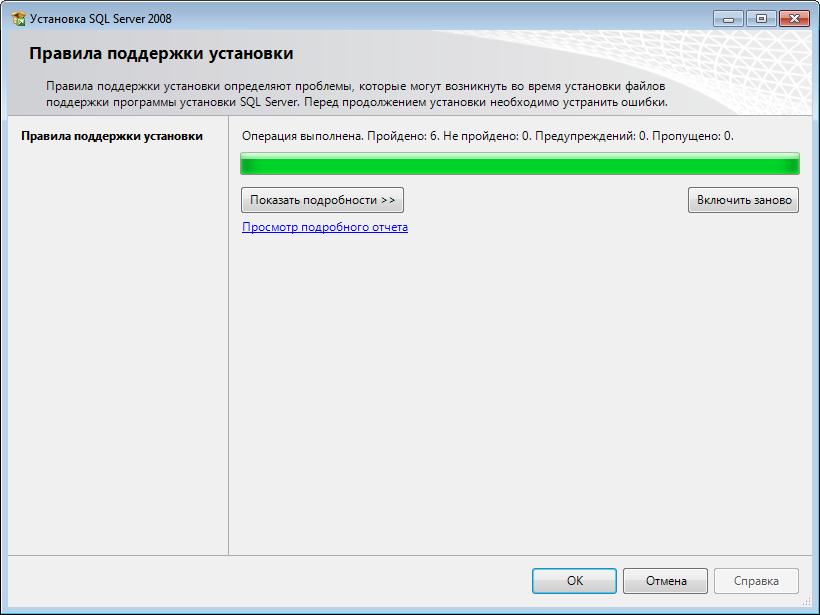 Установка SQL Server 2008
Правила поддержки установки
Правила поддержки установки определяют проблемы, которые могут возникнуть во время установки файлов
поддержки программы установки SQL Server. Перед продолжением установки необходимо устранить ошибки.
Правила поддержки установки
Операция выполнена. Пройдено: 6. Не пройдено: 0. Предупреждений: 0. Пропущено: 0.
Показать подробности >>
Включить заново
Просмотр подробного отчета
ОК
Отмена
Справка